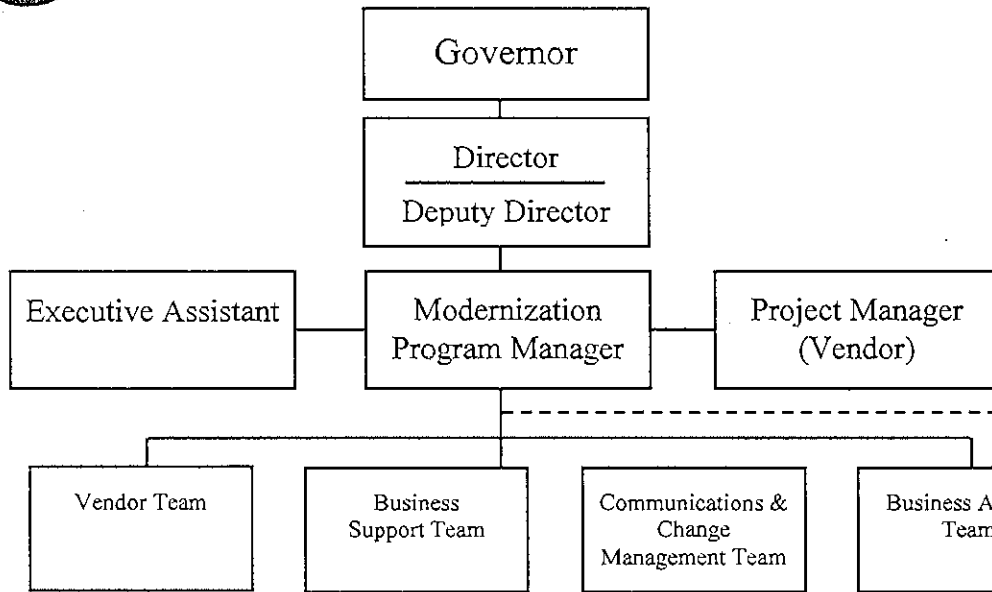 Governor
Director
Deputy Director
Executive Assistant
Modernization
Program Manager
Project Manager
(Vendor)
Vendor Team
Business
Support Team
Communications &
Change
Management Team
Business
Team